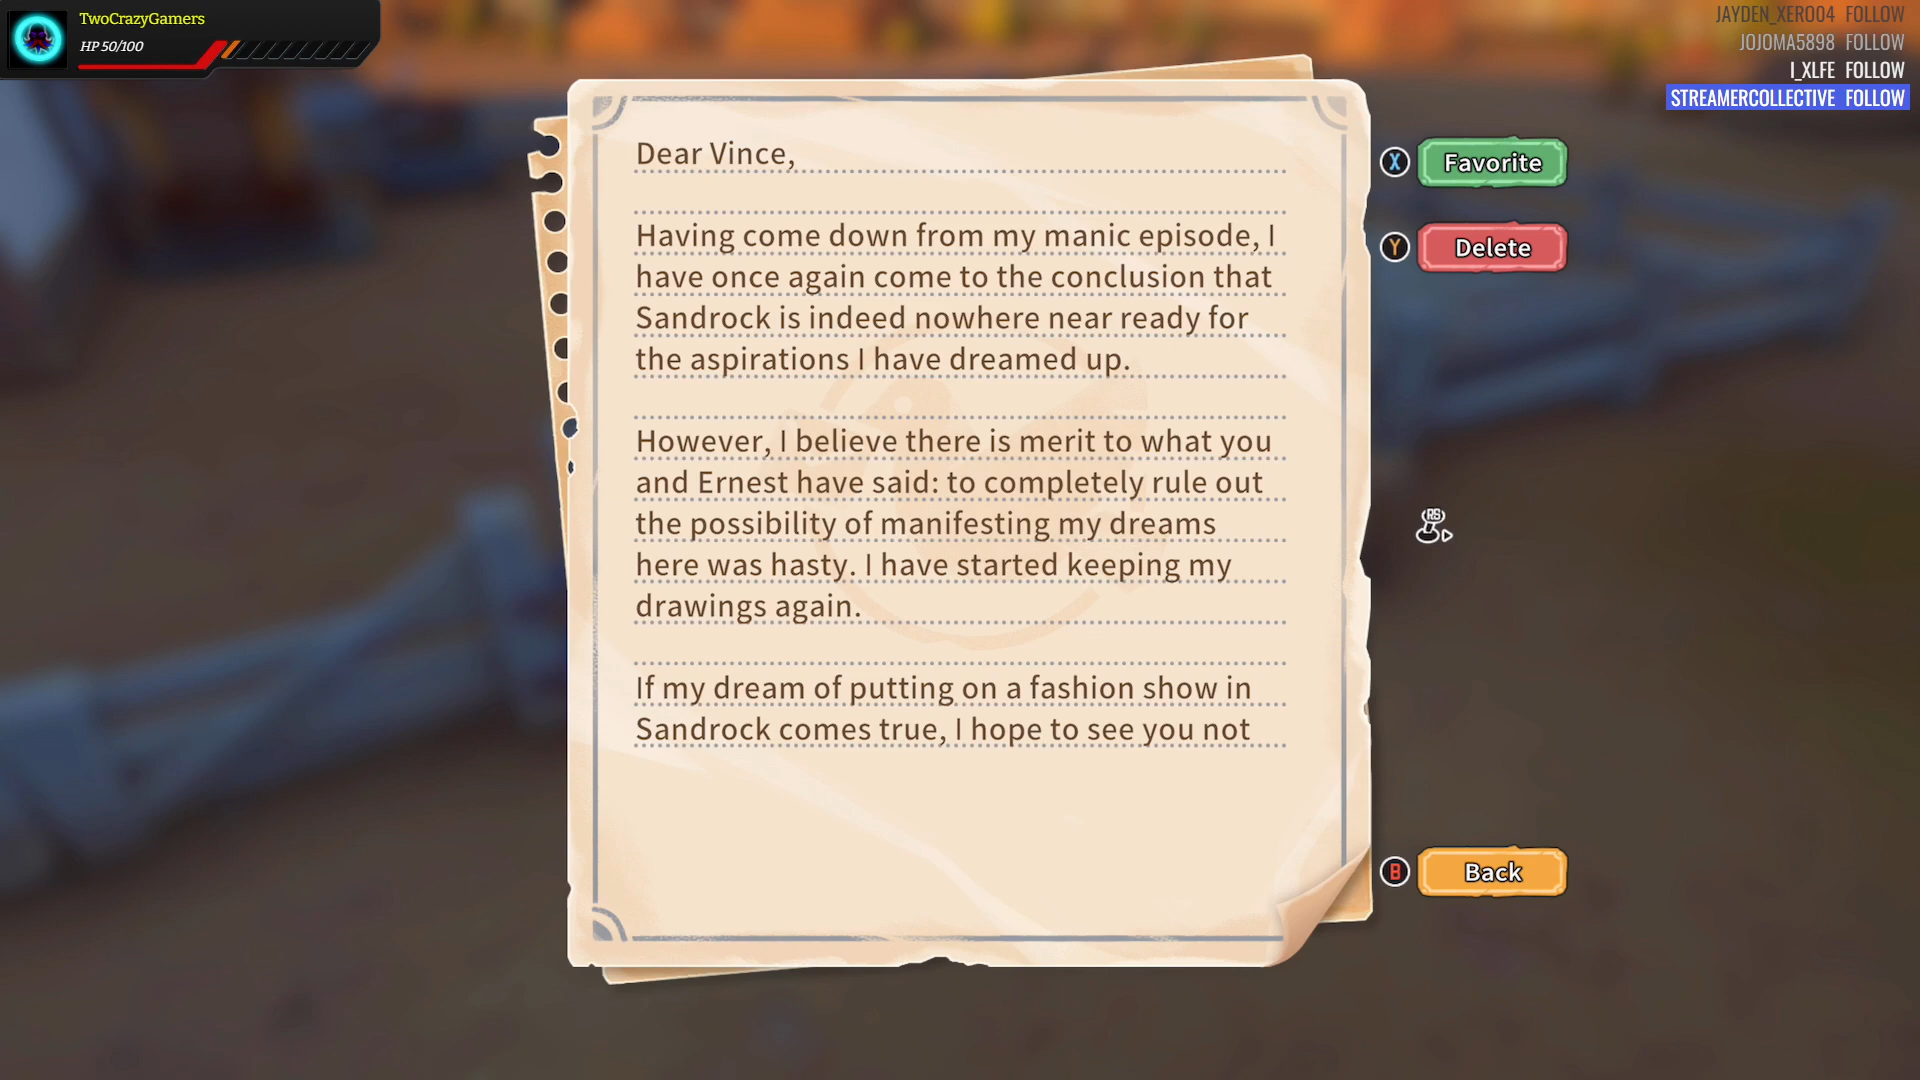 TwoCrazyGamers
HP 50/100
JAYDEN_XERO04 FOLLOW
JOJOMA5898 FOLLOW
I_XLFE FOLLOW
STREAMERCOLLECTIVE FOLLOW
Dear Vince,
Having come down from my manic episode, I
have once again come to the conclusion that
Sandrock is indeed nowhere near ready for
the aspirations I have dreamed up.
However, I believe there is merit to what you
and Ernest have said: to completely rule out
the possibility of manifesting my dreams
here was hasty. I have started keeping my
drawings again.
If my dream of putting on a fashion show in
Sandrock comes true, I hope to see you not
X Favorite
Y Delete
RS
B Back